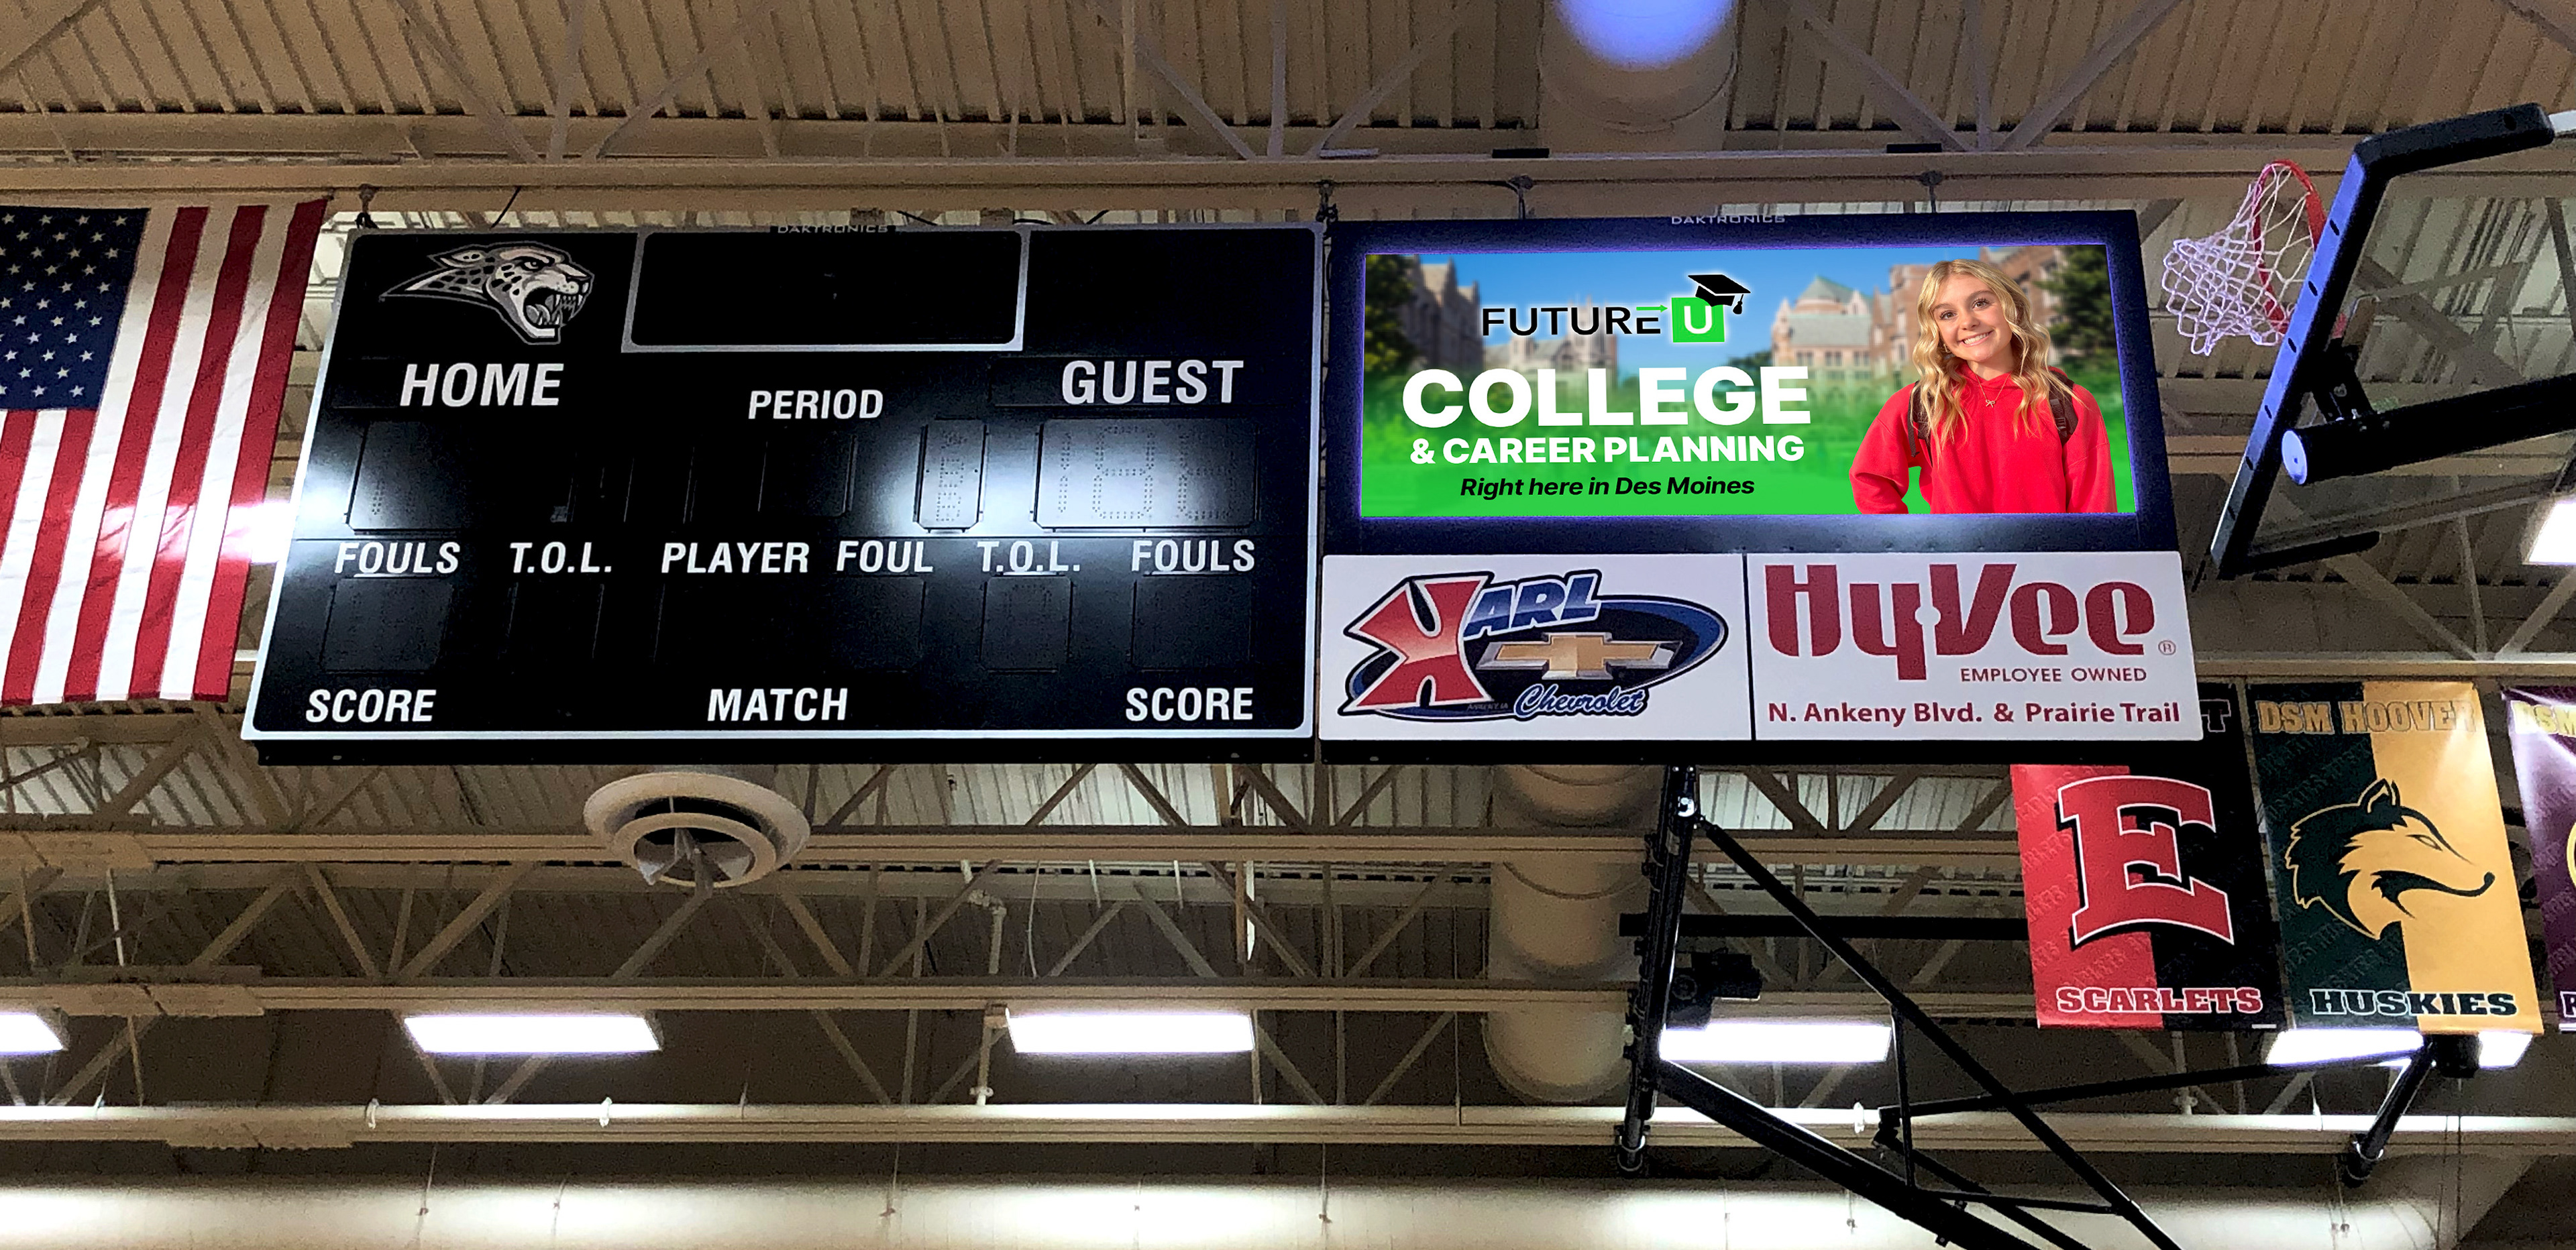 DAKTRONICS
HOME
PERIOD
GUEST
FOULS T.O.L. PLAYER FOUL T.O.L. FOULS
SCORE MATCH SCORE
DAKTRONICS
FUTURE U
COLLEGE
& CAREER PLANNING
Right here in Des Moines
KARL
Chevrolet
HyVee ®
EMPLOYEE OWNED
N. Ankeny Blvd. & Prairie Trail
E
SCARLETS
DSM HOOVER
HUSKIES